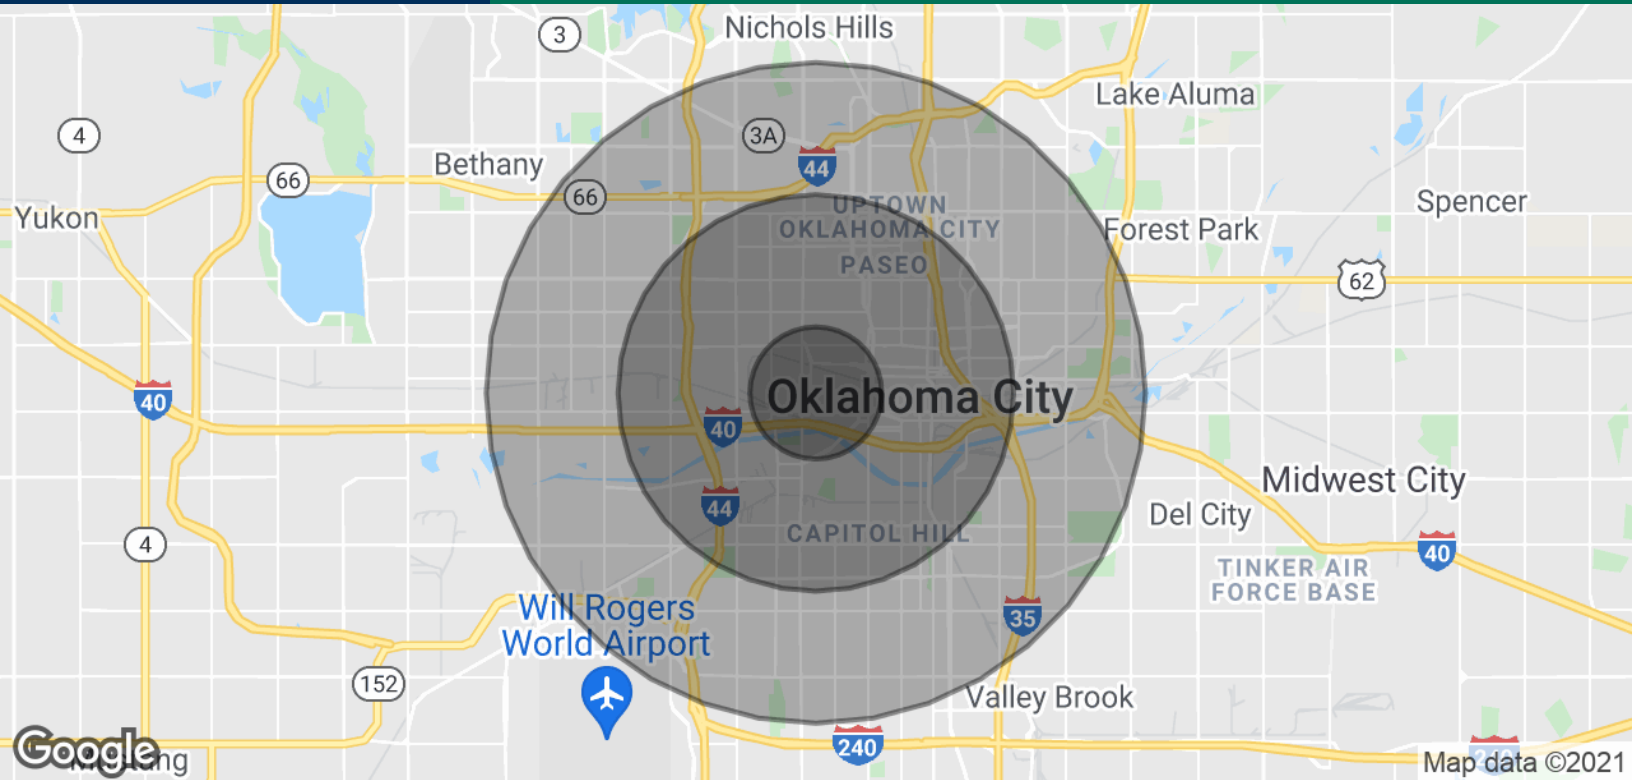 Nichols Hills
3
Lake Aluma
4
3A
Bethany
44
66
66
Spencer
UPTOWN
OKLAHOMA CITY
Yukon
Forest Park
PASEO
62
Oklahoma City
40
40
Midwest City
44
Del City
CAPITOL HILL
4
40
TINKER AIR
FORCE BASE
Will Rogers
World Airport
35
152
Valley Brook
240
Google
Mustang
240
Map data ©2021